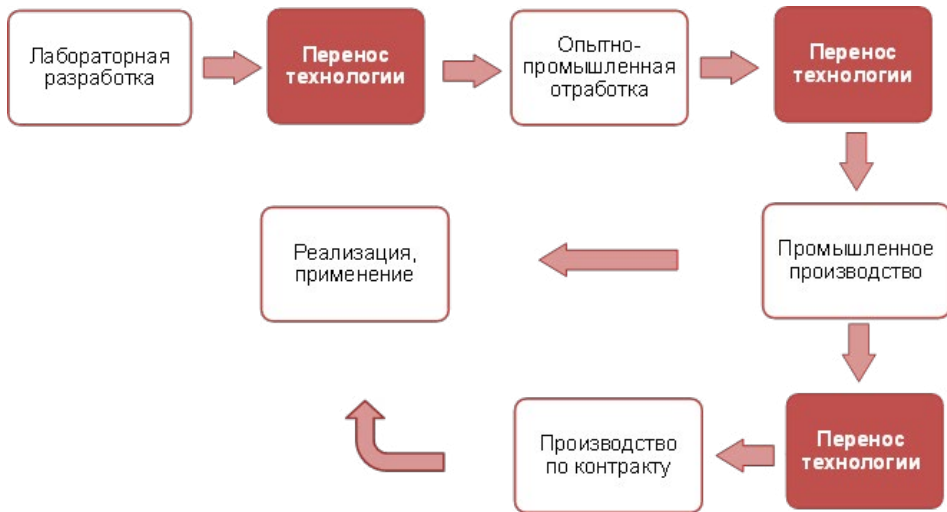 Лабораторная
разработка
Перенос
технологии
Опытно-
промышленная
отработка
Перенос
технологии
Реализация,
применение
Промышленное
производство
Производство
по контракту
Перенос
технологии